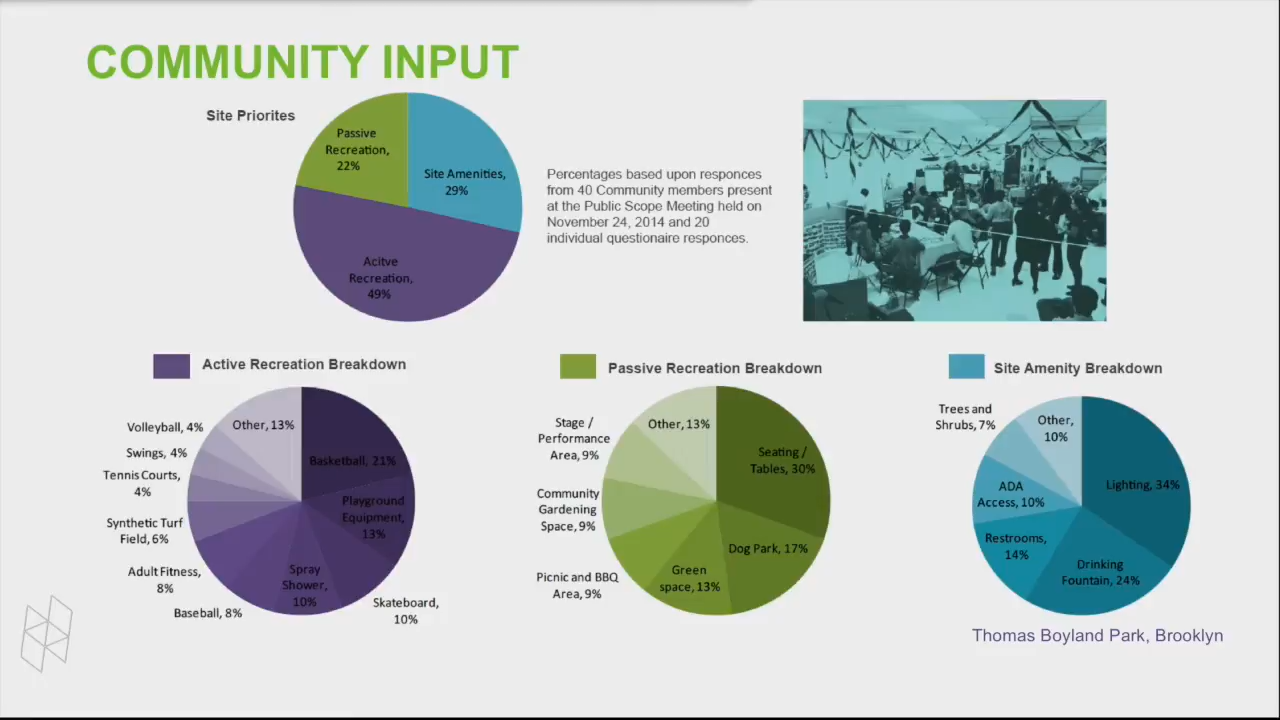 COMMUNITY INPUT
Site Priorites
Passive
Recreation,
22%
Site Amenities,
29%
Acitve
Recreation,
49%
Percentages based upon responces
from 40 Community members present
at the Public Scope Meeting held on
November 24, 2014 and 20
individual questionaire responces.
Active Recreation Breakdown
Other, 13%
Basketball, 21%
Playground
Equipment,
13%
Skateboard,
10%
Spray
Shower,
10%
Baseball, 8%
Adult Fitness,
8%
Synthetic Turf
Field, 6%
Tennis Courts,
4%
Swings, 4%
Volleyball, 4%
Passive Recreation Breakdown
Other, 13%
Seating /
Tables, 30%
Dog Park, 17%
Green
space, 13%
Picnic and BBQ
Area, 9%
Community
Gardening
Space, 9%
Stage /
Performance
Area, 9%
Site Amenity Breakdown
Other,
10%
Lighting, 34%
Drinking
Fountain, 24%
Restrooms,
14%
ADA
Access, 10%
Trees and
Shrubs, 7%
Thomas Boyland Park, Brooklyn